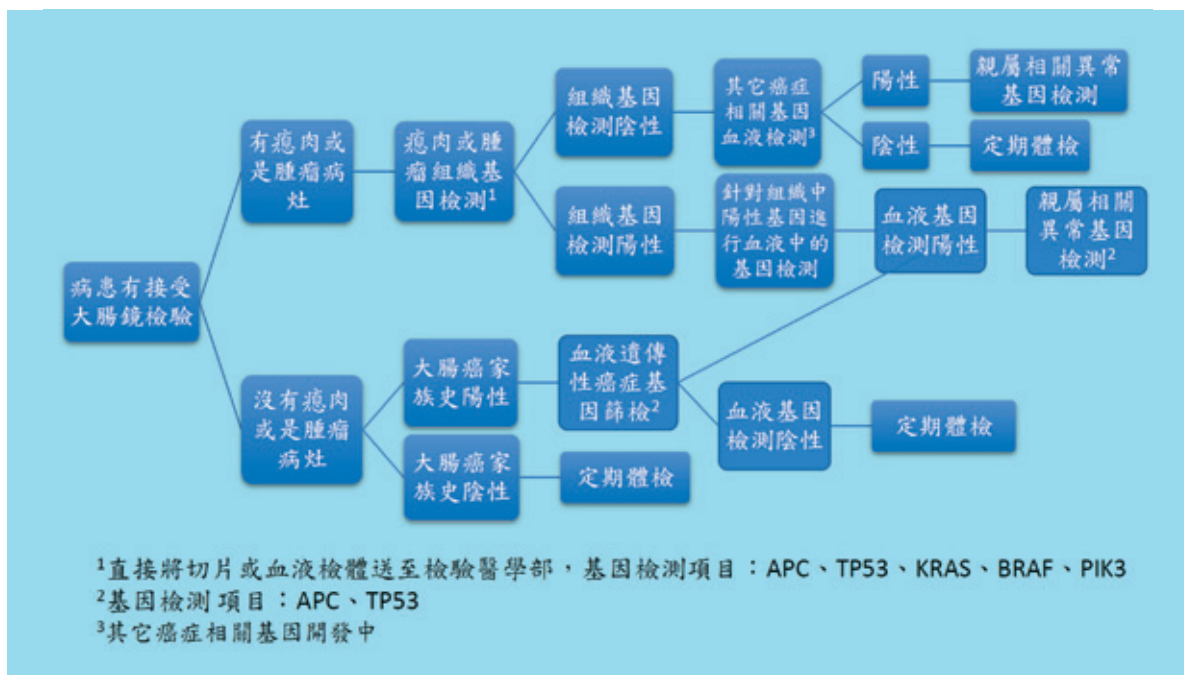 病患有接受
大腸鏡檢驗
有瘜肉或
是腫瘤病
灶
瘜肉或腫
瘤組織基
因檢測1
組織基因
檢測陰性
其它癌症
相關基因
血液檢測3
陽性
親屬相關異常
基因檢測
陰性
定期體檢
組織基因
檢測陽性
針對組織中
陽性基因進
行血液中的
基因檢測
血液基因
檢測陽性
親屬相關
異常基因
檢測2
沒有瘜肉
或是腫瘤
病灶
大腸癌家
族史陽性
血液遺傳
性癌症基
因篩檢2
血液基因
檢測陰性
定期體檢
大腸癌家
族史陰性
定期體檢
1直接將切片或血液檢體送至檢驗醫學部,基因檢測項目:APC、TP53、KRAS、BRAF、PIK3
2基因檢測項目:APC、TP53
3其它癌症相關基因開發中